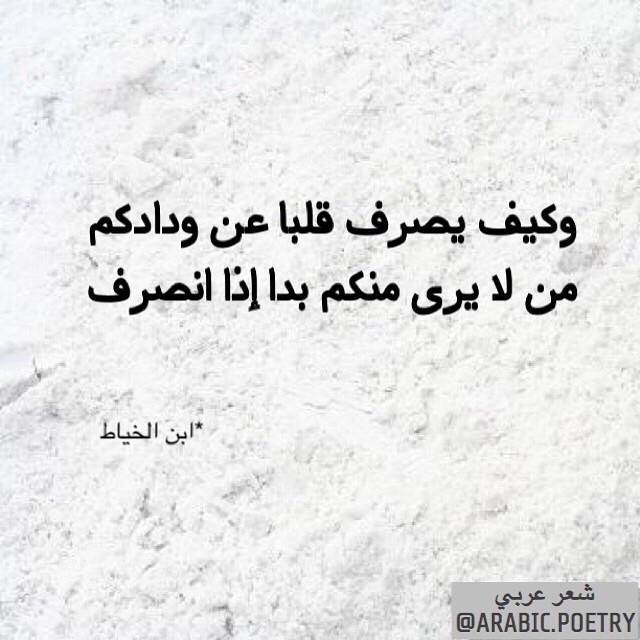 وكيف يصرف قلبا عن ودادكم
من لا يرى منكم بدا إذا انصرف
*ابن الخياط
شعر عربي
@ARABIC.POETRY